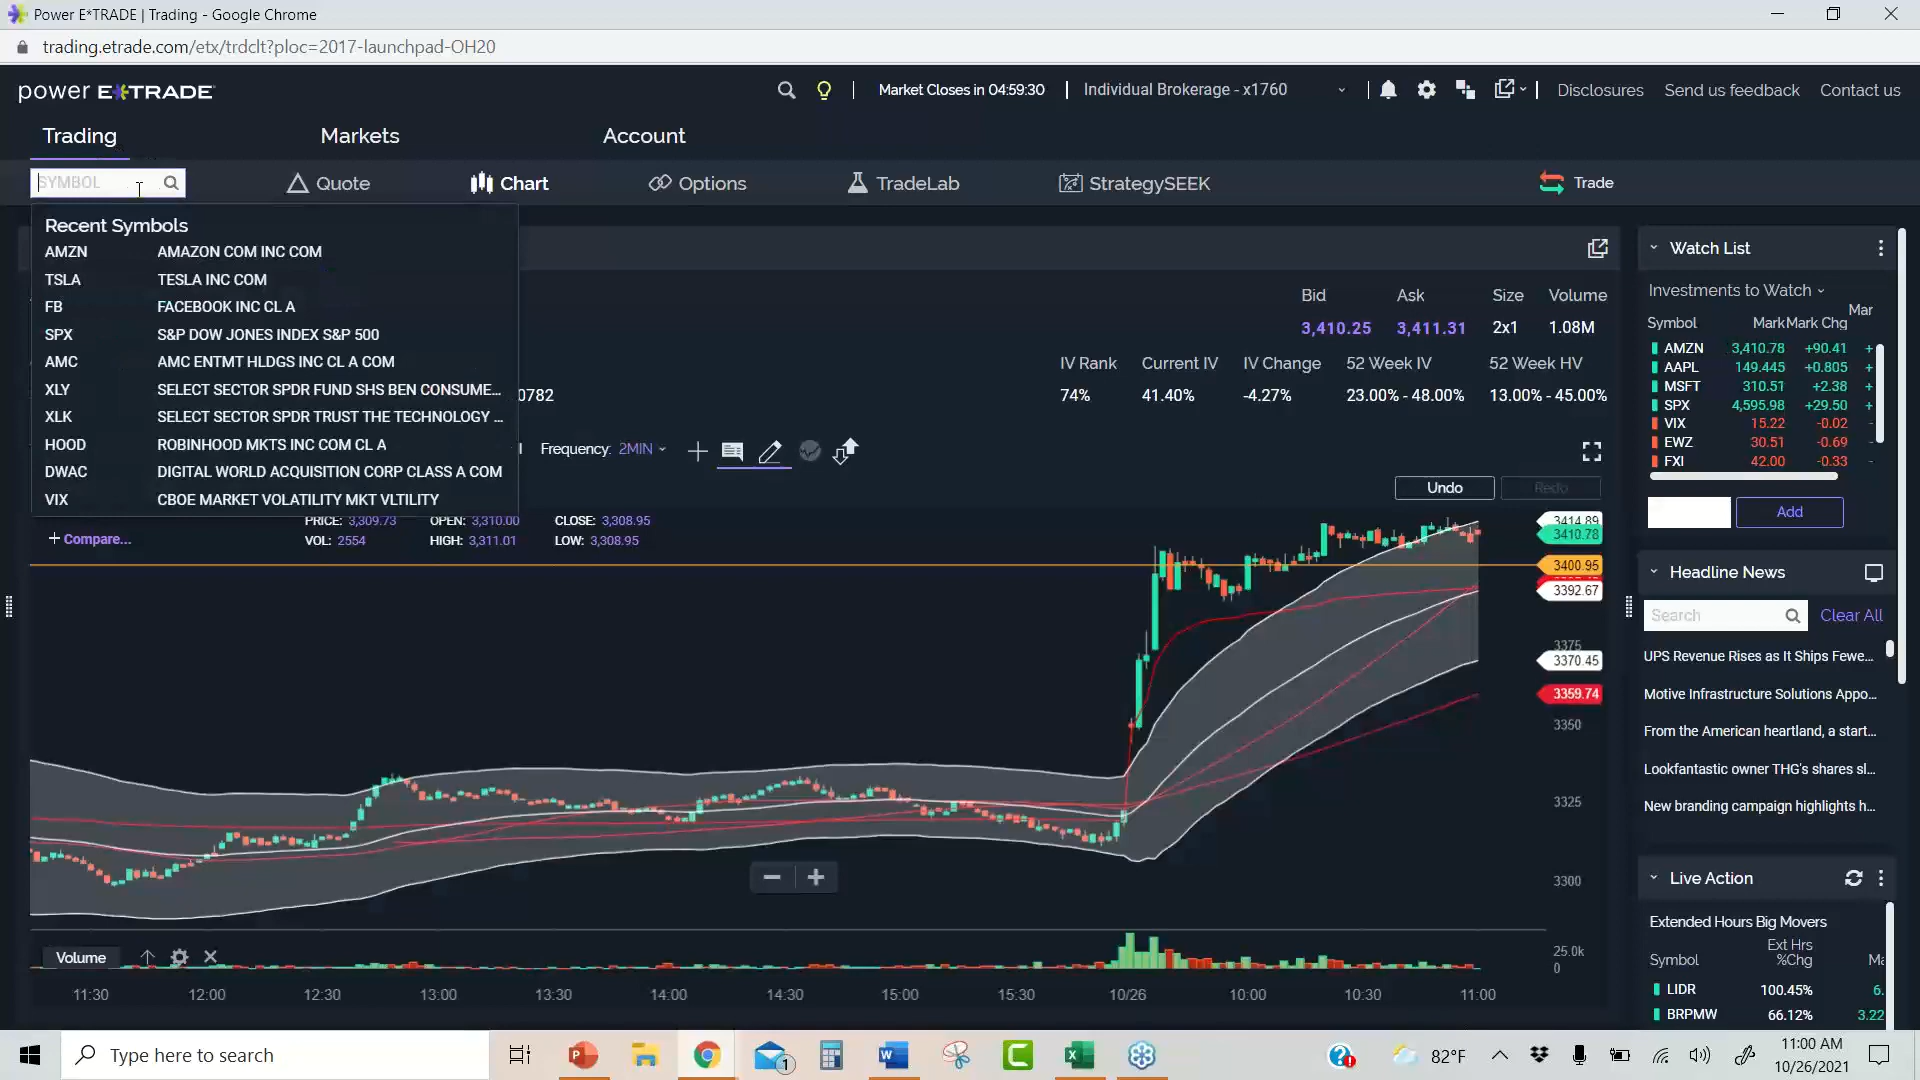 Power E*TRADE | Trading - Google Chrome
trading.etrade.com/etx/trdclt?ploc=2017-launchpad-OH20
power E*TRADE
Market Closes in 04:59:30
Individual Brokerage - x1760
Disclosures
Send us feedback
Contact us
Trading
Markets
Account
SYMBOL
Quote
Chart
Options
TradeLab
StrategySEEK
Trade
Recent Symbols
AMZN AMAZON COM INC COM
TSLA TESLA INC COM
FB FACEBOOK INC CL A
SPX S&P DOW JONES INDEX S&P 500
AMC AMC ENTMT HLDGS INC CL A COM
XLY SELECT SECTOR SPDR FUND SHS BEN CONSUME...
XLK SELECT SECTOR SPDR TRUST THE TECHNOLOGY ...
HOOD ROBINHOOD MKTS INC COM CL A
DWAC DIGITAL WORLD ACQUISITION CORP CLASS A COM
VIX CBOE MARKET VOLATILITY MKT VLTILITY
Bid Ask Size Volume
3,410.25 3,411.31 2x1 1.08M
IV Rank Current IV IV Change 52 Week IV 52 Week HV
0782 74% 41.40% -4.27% 23.00% - 48.00% 13.00% - 45.00%
Frequency: 2MIN
Undo Redo
PRICE: 3,309.73 OPEN: 3,310.00 CLOSE: 3,308.95
VOL: 2554 HIGH: 3,311.01 LOW: 3,308.95
+ Compare...
3414.89
3410.78
3400.95
3392.67
3375
3370.45
3359.74
3350
3325
3300
Volume
25.0k
0
11:30 12:00 12:30 13:00 13:30 14:00 14:30 15:00 15:30 10/26 10:00 10:30 11:00
Watch List
Investments to Watch
Mar
Symbol Mark Mark Chg
AMZN 3,410.78 +90.41 +
AAPL 149.445 +0.805 +
MSFT 310.51 +2.38 +
SPX 4,595.98 +29.50 +
VIX 15.22 -0.02 -
EWZ 30.51 -0.69 -
FXI 42.00 -0.33 -
Add
Headline News
Search Clear All
UPS Revenue Rises as It Ships Fewe...
Motive Infrastructure Solutions Appo...
From the American heartland, a start...
Lookfantastic owner THG's shares sl...
New branding campaign highlights h...
Live Action
Extended Hours Big Movers
Ext Hrs
Symbol %Chg
LIDR 100.45% 6.
BRPMW 66.12% 3.22
Type here to search
82°F
11:00 AM
10/26/2021